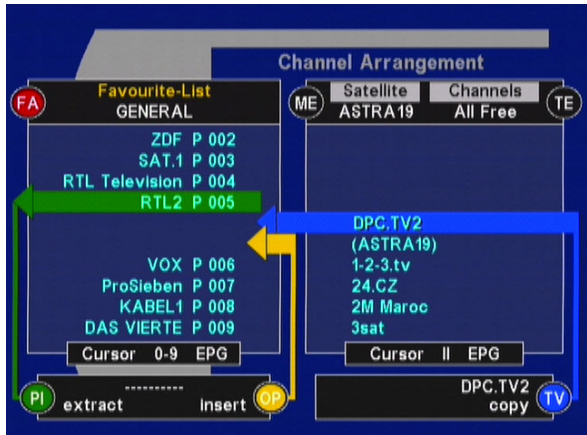 Channel Arrangement
FA
Favourite-List
GENERAL
ZDF P 002
SAT.1 P 003
RTL Television P 004
RTL2 P 005
VOX P 006
ProSieben P 007
KABEL1 P 008
DAS VIERTE P 009
Cursor 0-9 EPG
PI
----------
extract insert
OP
ME
Satellite Channels
ASTRA19 All Free
TE
DPC.TV2
(ASTRA19)
1-2-3.tv
24.CZ
2M Maroc
3sat
Cursor II EPG
DPC.TV2
copy
TV